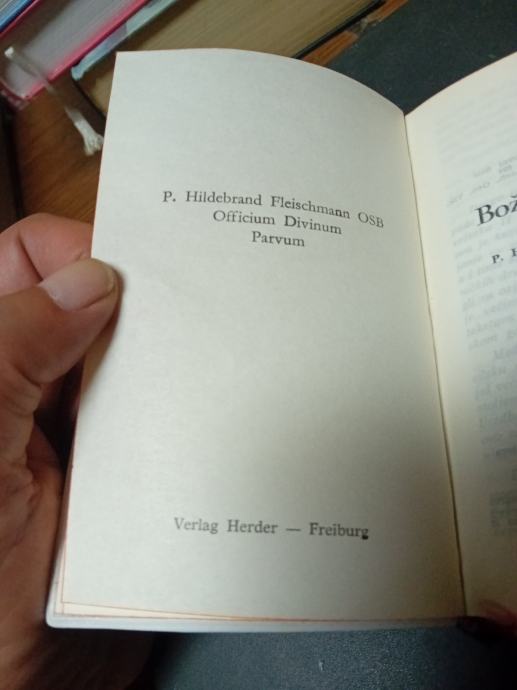 P. Hildebrand Fleischmann OSB
Officium Divinum
Parvum
Verlag Herder — Freiburg